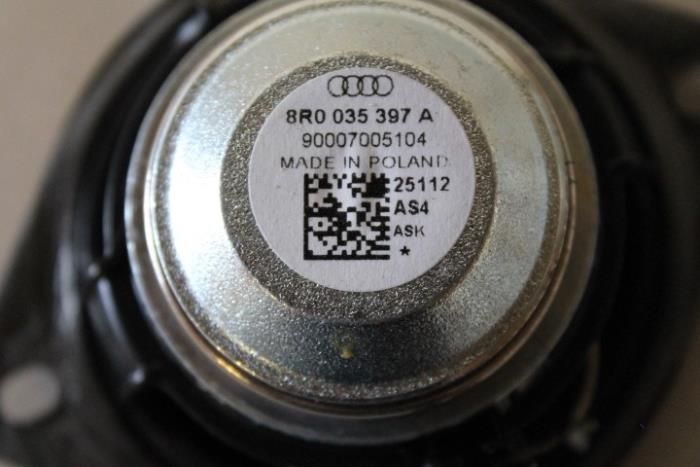 8R0 035 397 A
90007005104
MADE IN POLAND
25112
AS4
ASK
*